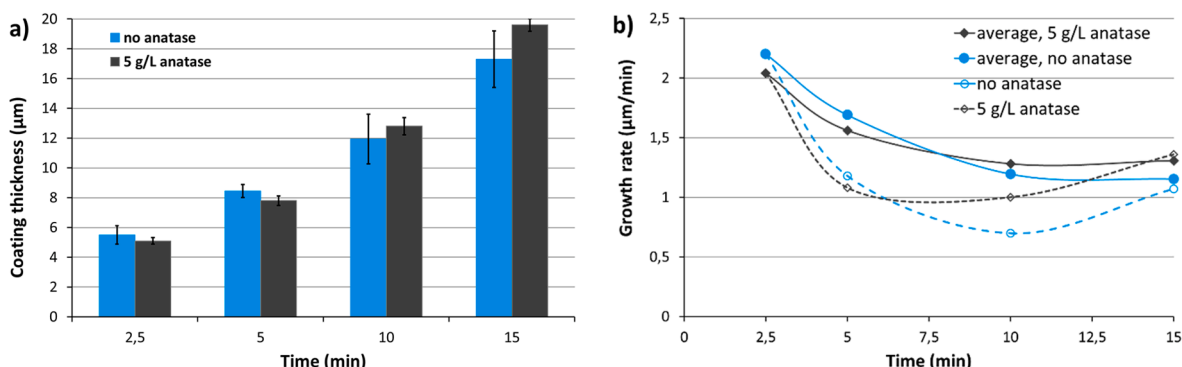 a)
no anatase
5 g/L anatase
Coating thickness (µm)
20
18
16
14
12
10
8
6
4
2
0
2,5
5
10
15
Time (min)
b)
average, 5 g/L anatase
average, no anatase
no anatase
5 g/L anatase
Growth rate (µm/min)
2,5
2
1,5
1
0,5
0
0
2,5
5
7,5
10
12,5
15
Time (min)